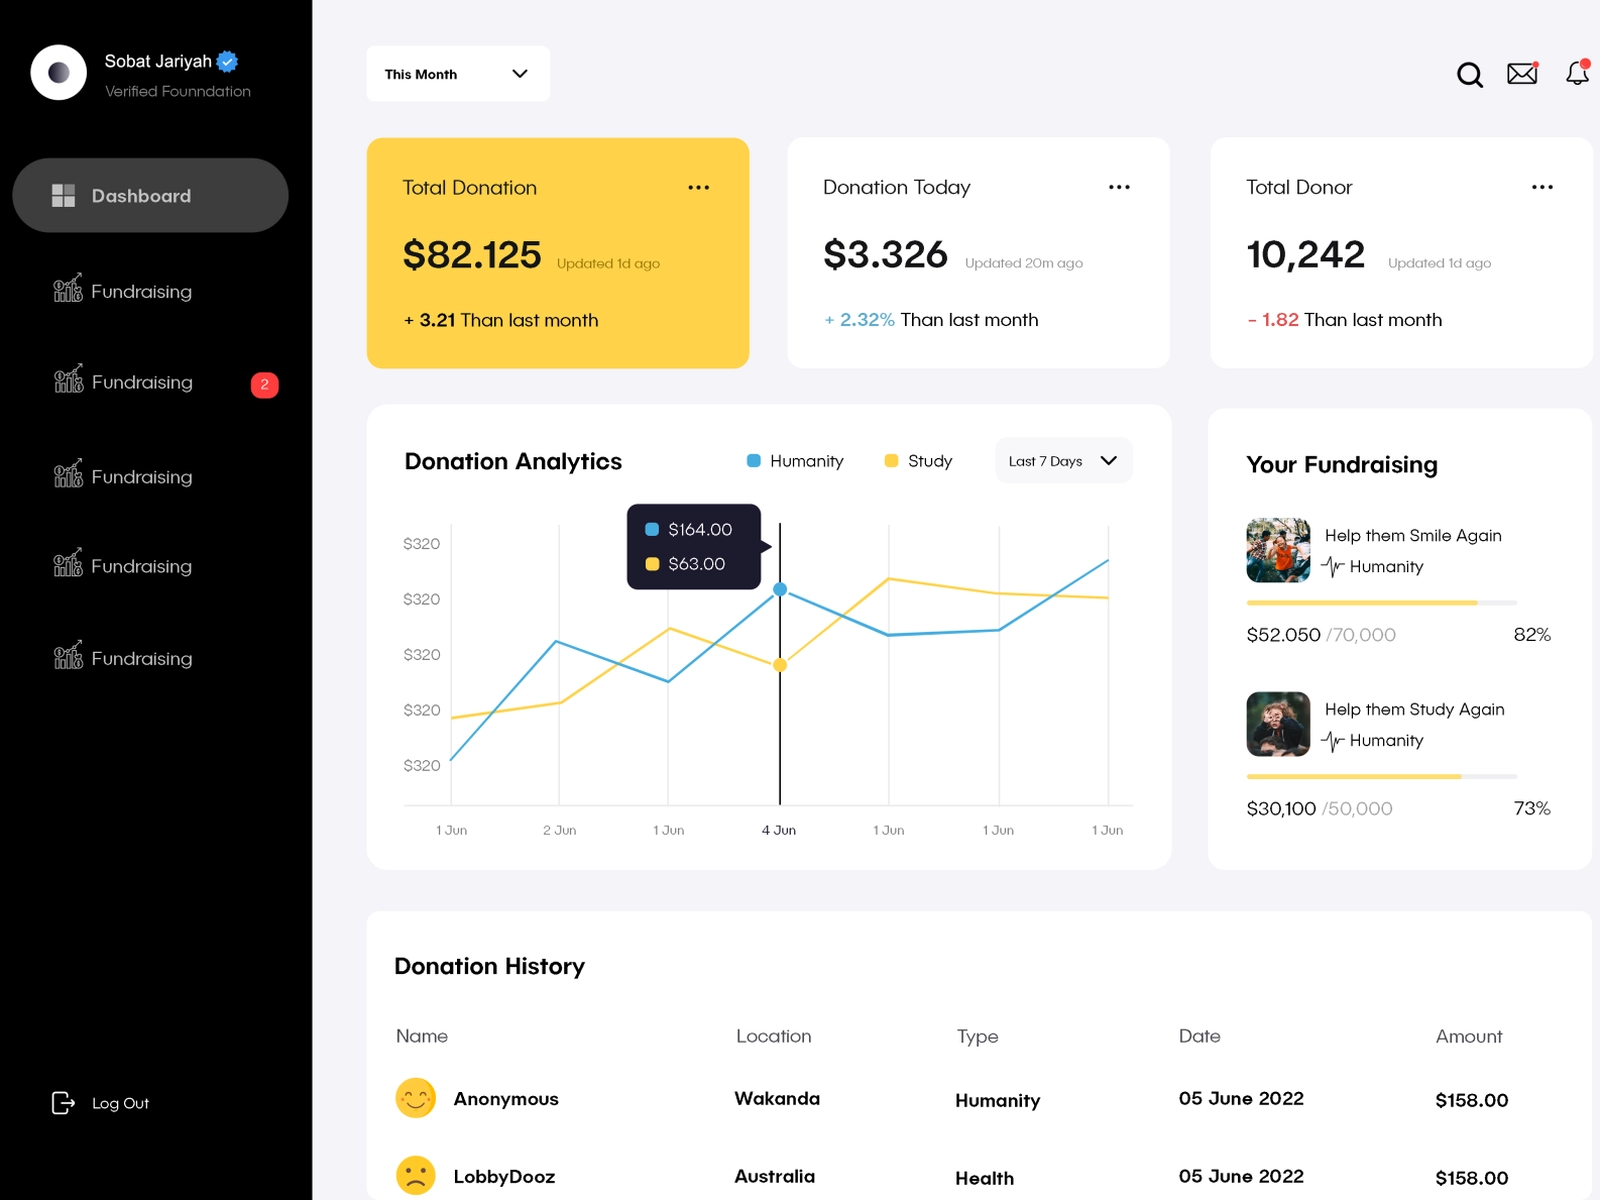 Sobat Jariyah
Verified Founndation
Dashboard
Fundraising
Fundraising
2
Fundraising
Fundraising
Fundraising
Log Out
This Month
Total Donation
$82.125 Updated 1d ago
+ 3.21 Than last month
Donation Today
$3.326 Updated 20m ago
+ 2.32% Than last month
Total Donor
10,242 Updated 1d ago
- 1.82 Than last month
Donation Analytics
Humanity
Study
Last 7 Days
$164.00
$63.00
$320
$320
$320
$320
$320
1 Jun
2 Jun
1 Jun
4 Jun
1 Jun
1 Jun
1 Jun
Your Fundraising
Help them Smile Again
Humanity
$52.050 /70,000 82%
Help them Study Again
Humanity
$30,100 /50,000 73%
Donation History
Name Location Type Date Amount
Anonymous Wakanda Humanity 05 June 2022 $158.00
LobbyDooz Australia Health 05 June 2022 $158.00